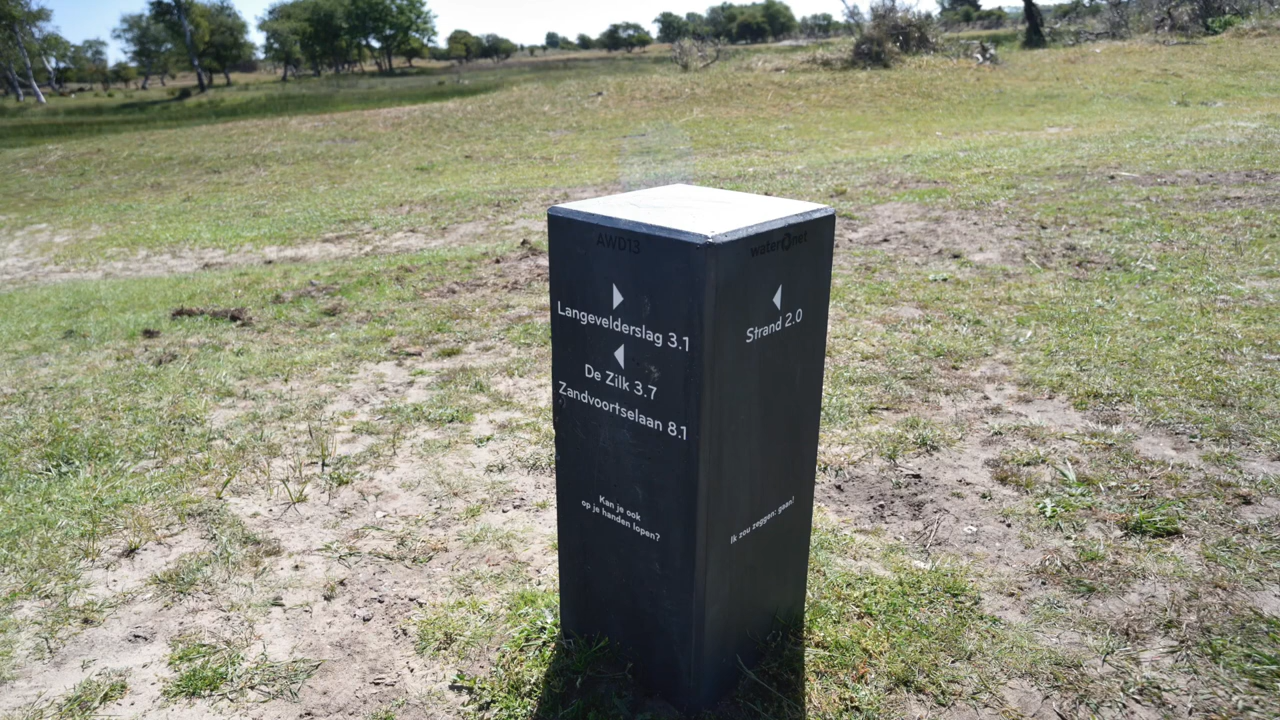 AWD13
Langevelderslag 3.1
De Zilk 3.7
Zandvoortselaan 8.1
Kan je ook
op je handen lopen?
waternet
Strand 2.0
Ik zou zeggen: gaan!